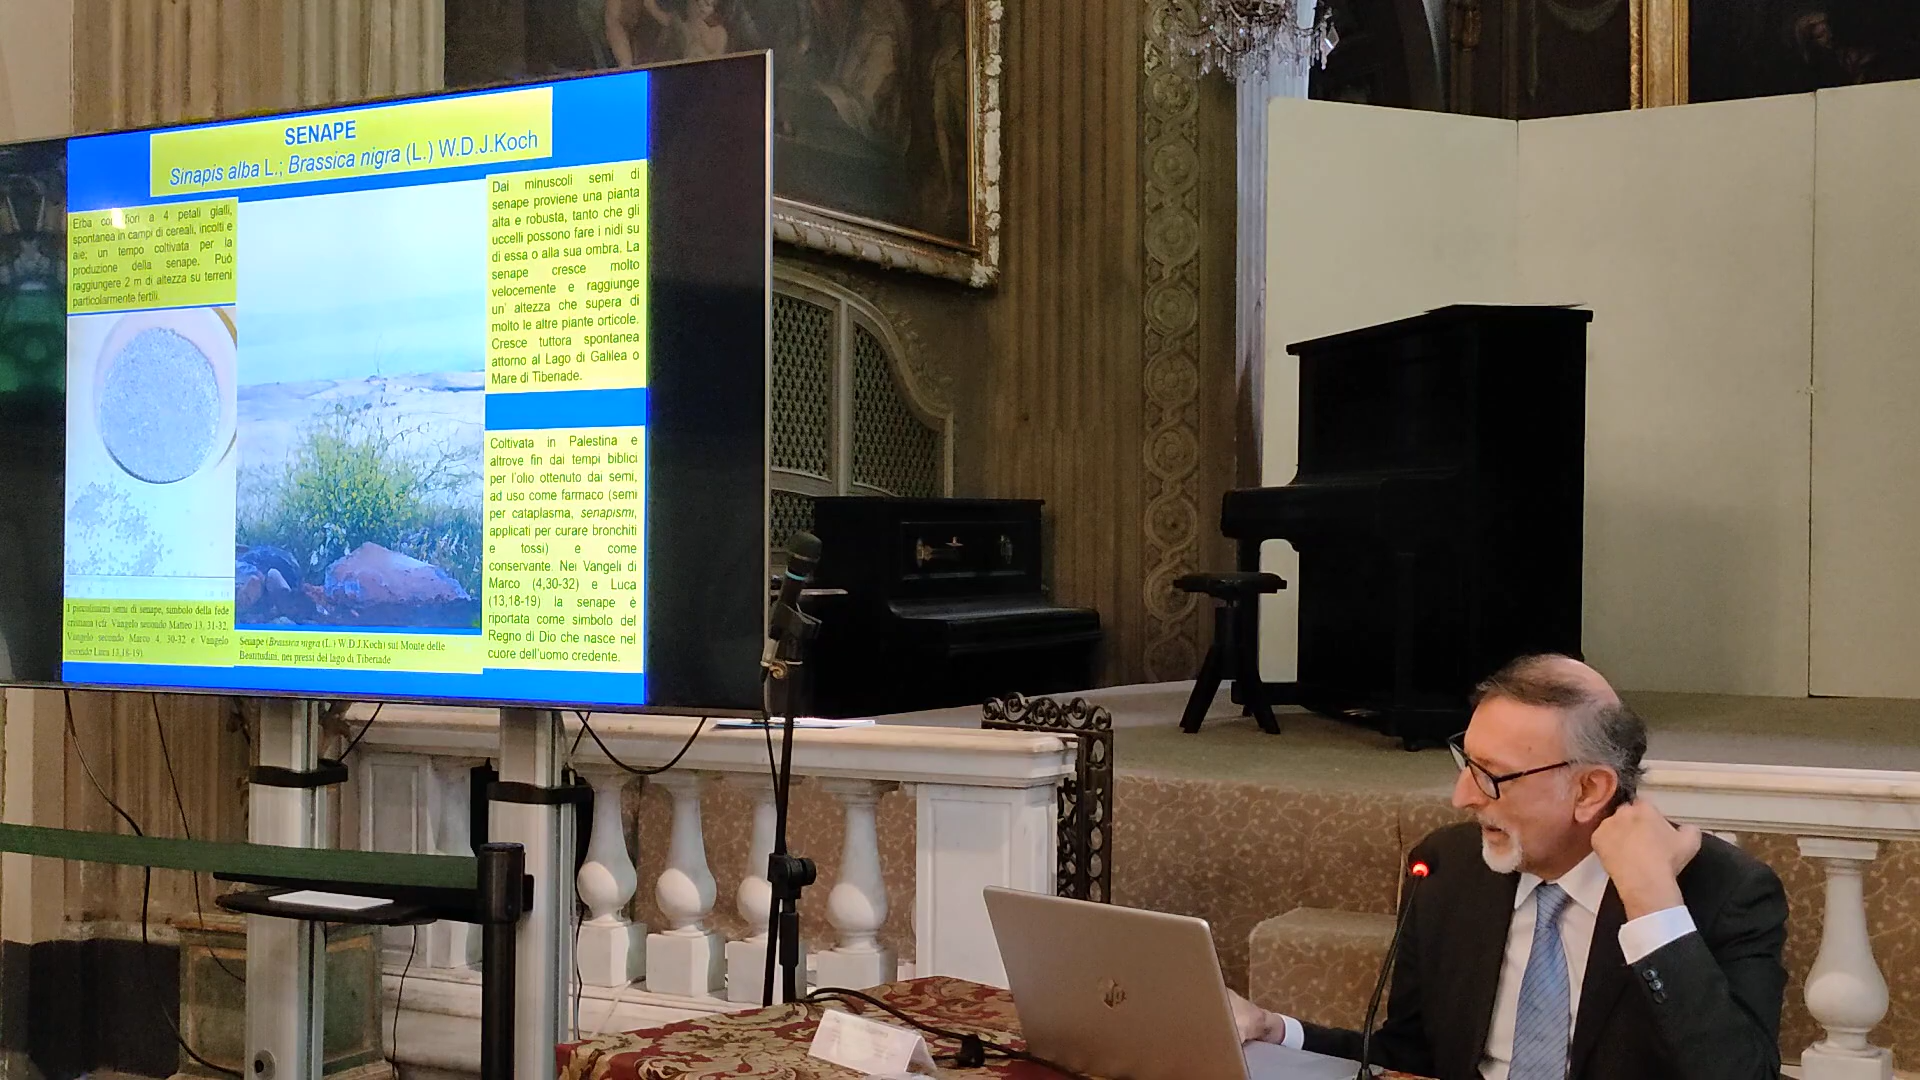 SENAPE
Sinapis alba L.; Brassica nigra (L.) W.D.J.Koch
Erba con fiori a 4 petali gialli,
spontanea in campi di cereali, incolti e
aie; un tempo coltivata per la
produzione della senape. Può
raggiungere 2 m di altezza su terreni
particolarmente fertili.
I piccolissimi semi di senape, simbolo della fede
cristiana (cfr. Vangelo secondo Matteo 13, 31-32,
Vangelo secondo Marco 4, 30-32 e Vangelo
secondo Luca 13,18-19).
Senape (Brassica nigra (L.) W.D.J.Koch) sul Monte delle
Beatitudini, nei pressi del lago di Tiberiade
Dai minuscoli semi di
senape proviene una pianta
alta e robusta, tanto che gli
uccelli possono fare i nidi su
di essa o alla sua ombra. La
senape cresce molto
velocemente e raggiunge
un' altezza che supera di
molto le altre piante orticole.
Cresce tuttora spontanea
attorno al Lago di Galilea o
Mare di Tiberiade.
Coltivata in Palestina e
altrove fin dai tempi biblici
per l'olio ottenuto dai semi,
ad uso come farmaco (semi
per cataplasma, senapismi,
applicati per curare bronchiti
e tossi) e come
conservante. Nei Vangeli di
Marco (4,30-32) e Luca
(13,18-19) la senape è
riportata come simbolo del
Regno di Dio che nasce nel
cuore dell'uomo credente.
hp